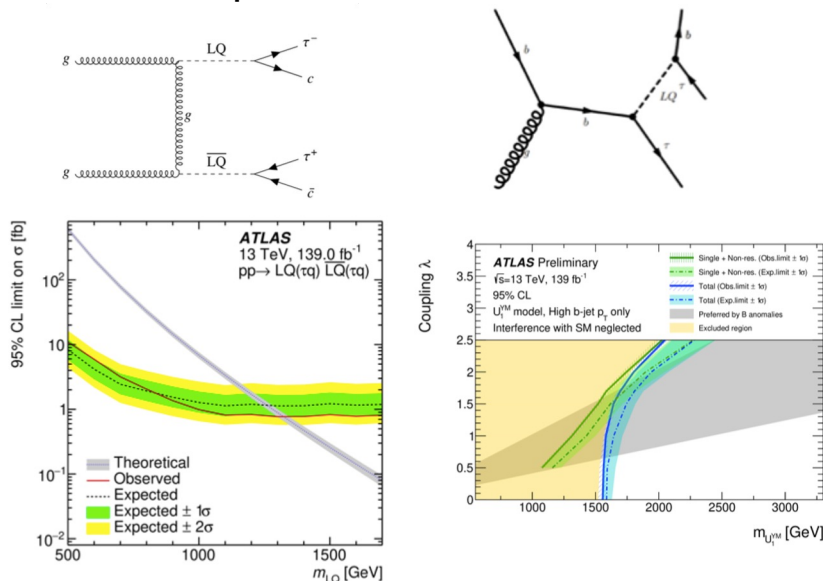 g
LQ
τ⁻
c
g
g
L̅Q̅
τ⁺
c̄
b
g
b
LQ
b
τ
τ
95% CL limit on σ [fb]
10²
10
1
10⁻¹
10⁻²
ATLAS
13 TeV, 139.0 fb⁻¹
pp→ LQ(τq) L̅Q̅(τq)
Theoretical
Observed
Expected
Expected ± 1σ
Expected ± 2σ
500
1000
1500
m_LQ [GeV]
Coupling λ
4
3.5
3
2.5
2
1.5
1
0.5
0
ATLAS Preliminary
√s=13 TeV, 139 fb⁻¹
95% CL
U₁^YM model, High b-jet p_T only
Interference with SM neglected
Single + Non-res. (Obs.limit ± 1σ)
Single + Non-res. (Exp.limit ± 1σ)
Total (Obs.limit ± 1σ)
Total (Exp.limit ± 1σ)
Preferred by B anomalies
Excluded region
1000
1500
2000
2500
3000
m_U₁^YM [GeV]